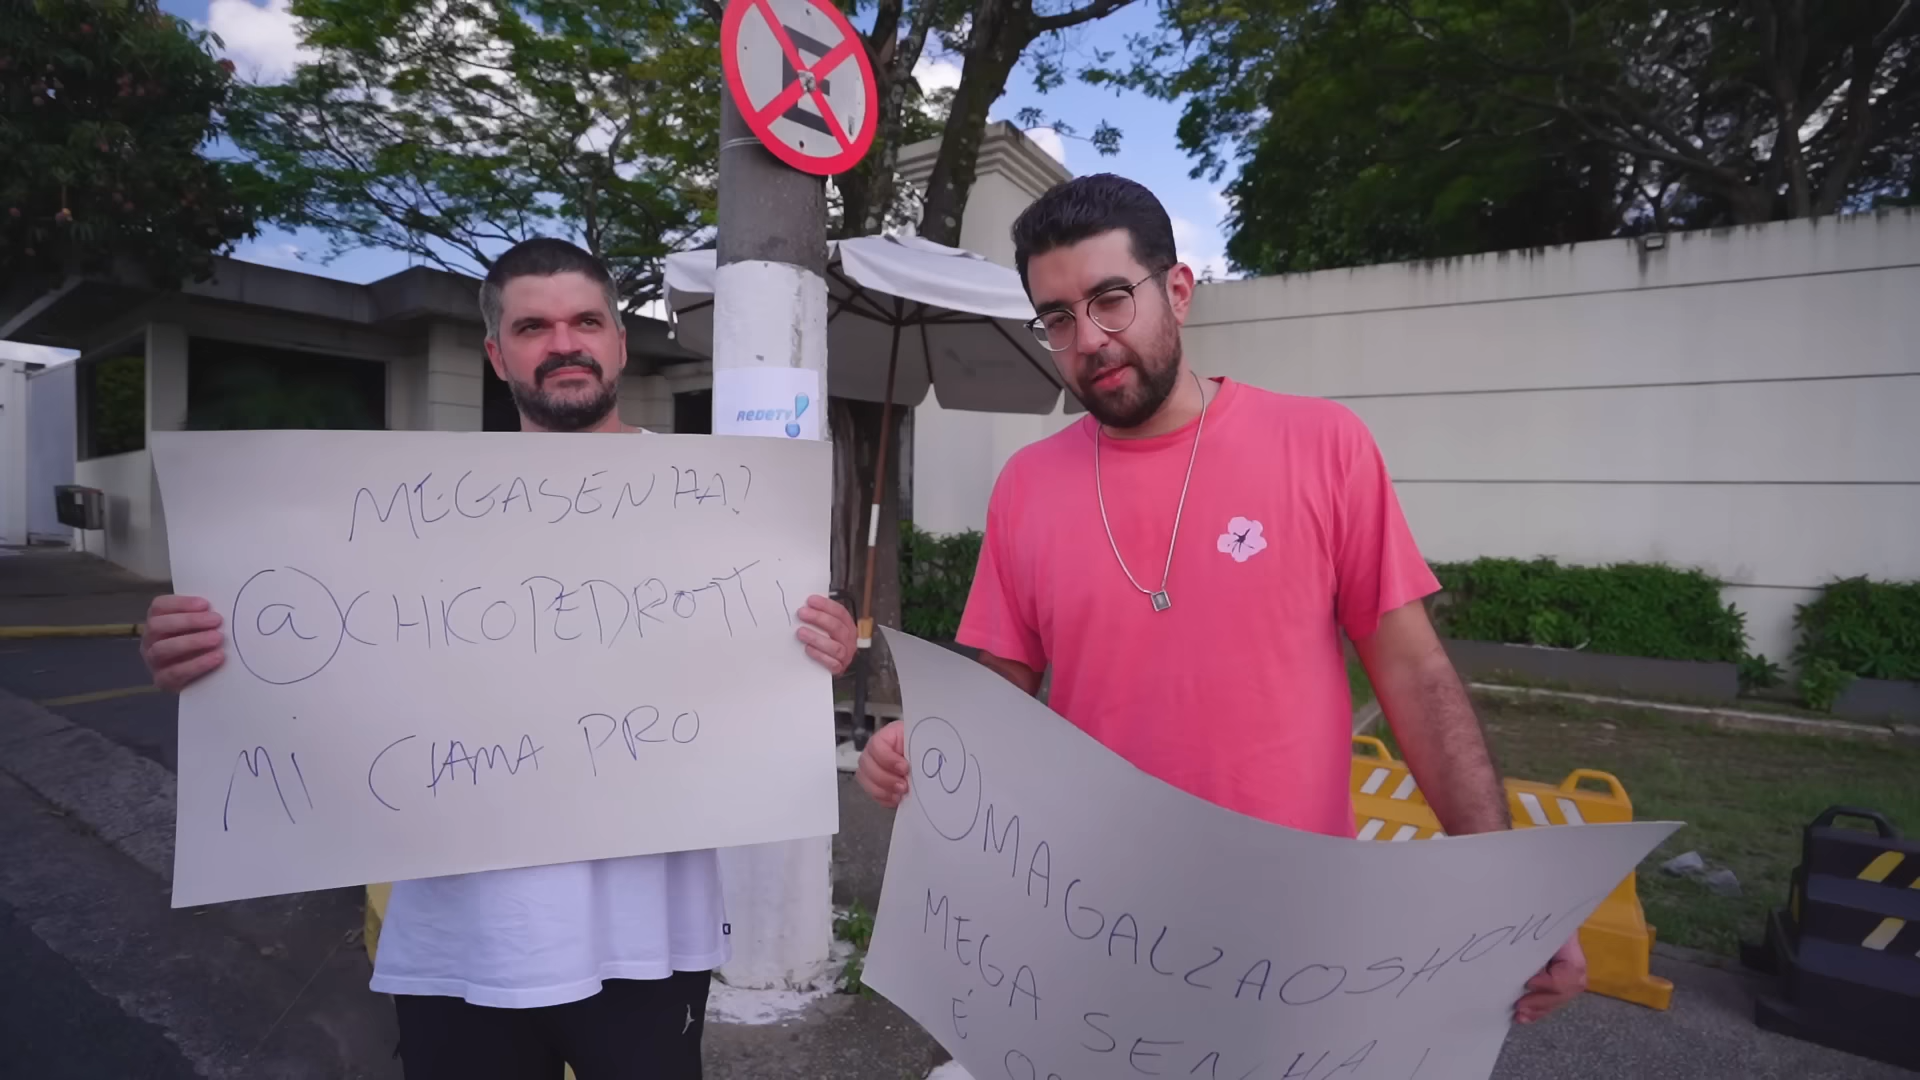 E
REDETV!
MEGASENHA?
@CHICOPEDROTTI
MI CHAMA PRO
@MAGALZAOSHOW
MEGA SENHA!
É